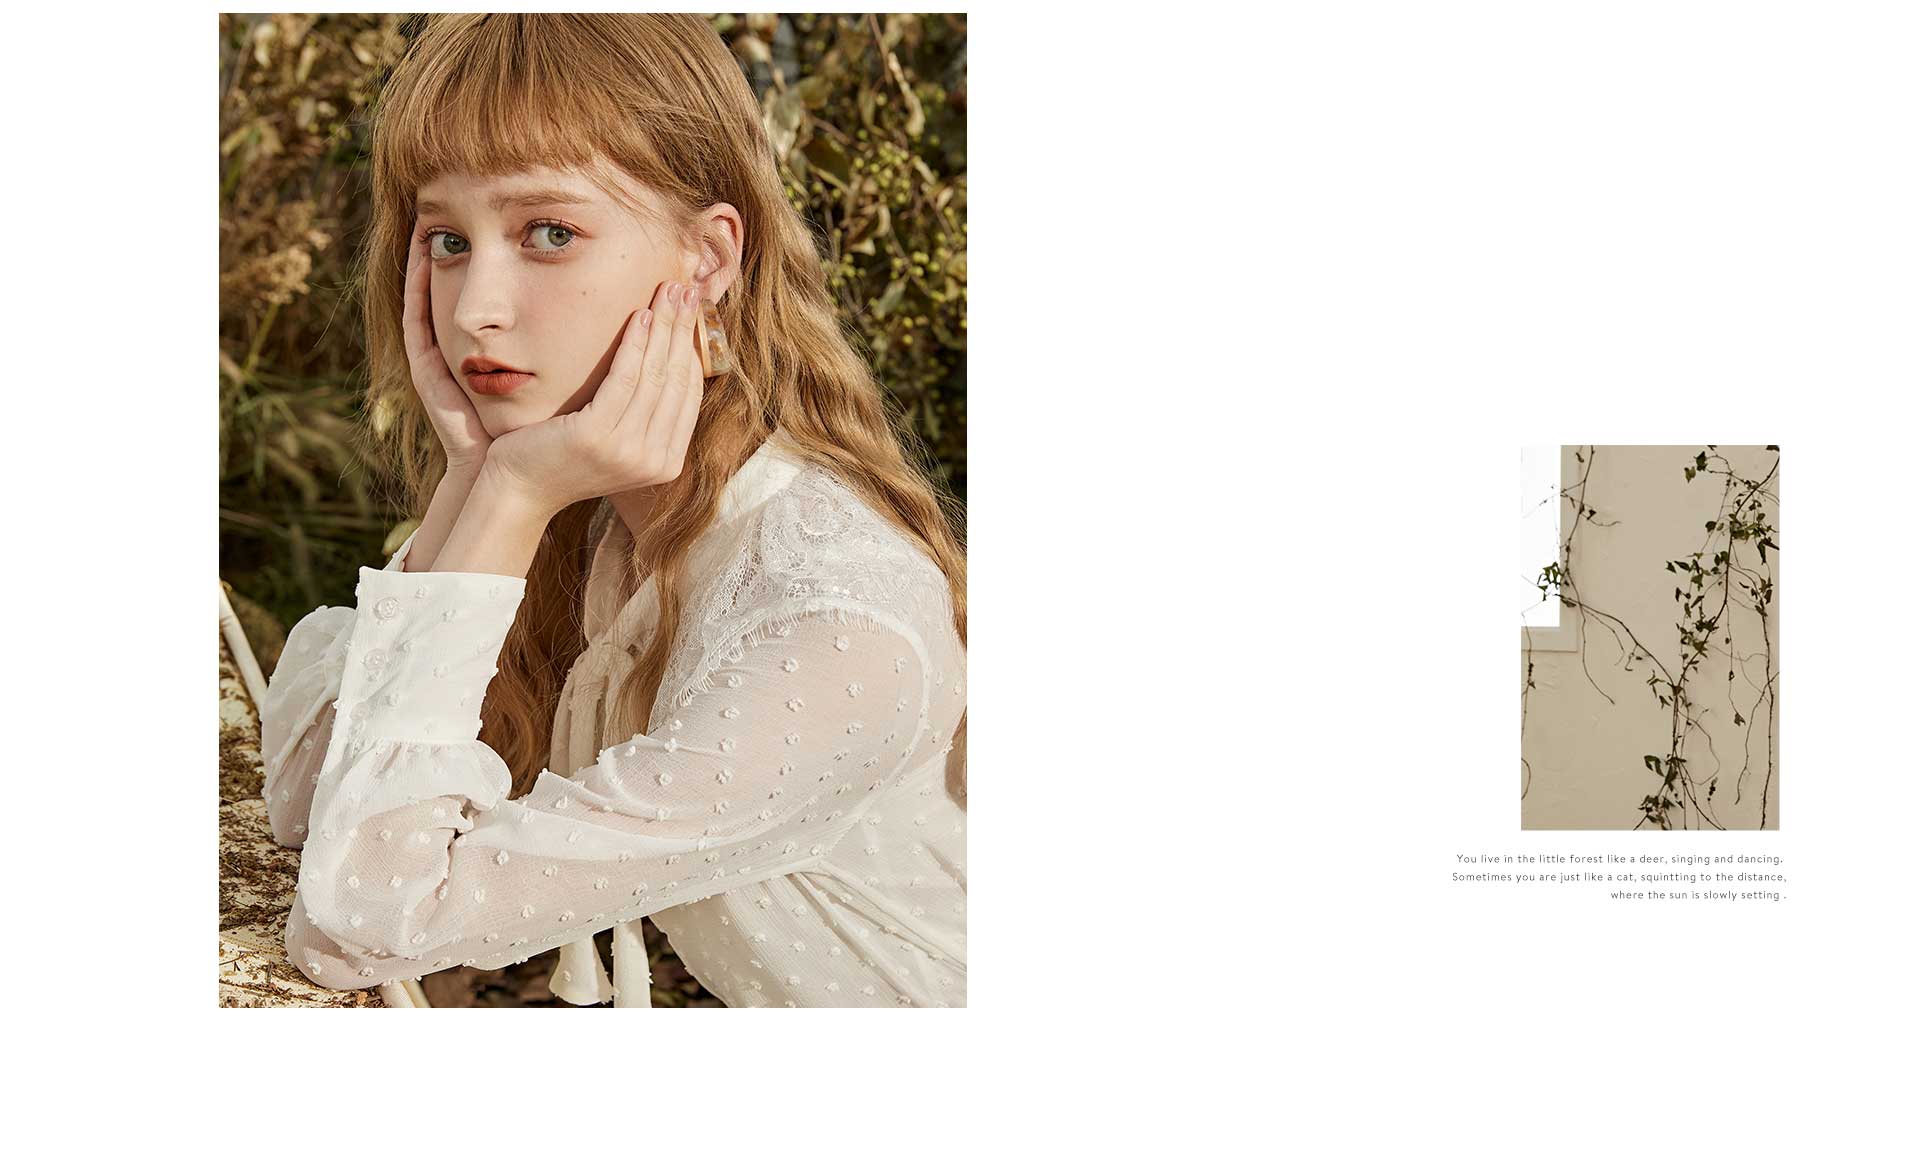 You live in the little forest like a deer, singing and dancing.
Sometimes you are just like a cat, squintting to the distance,
where the sun is slowly setting .